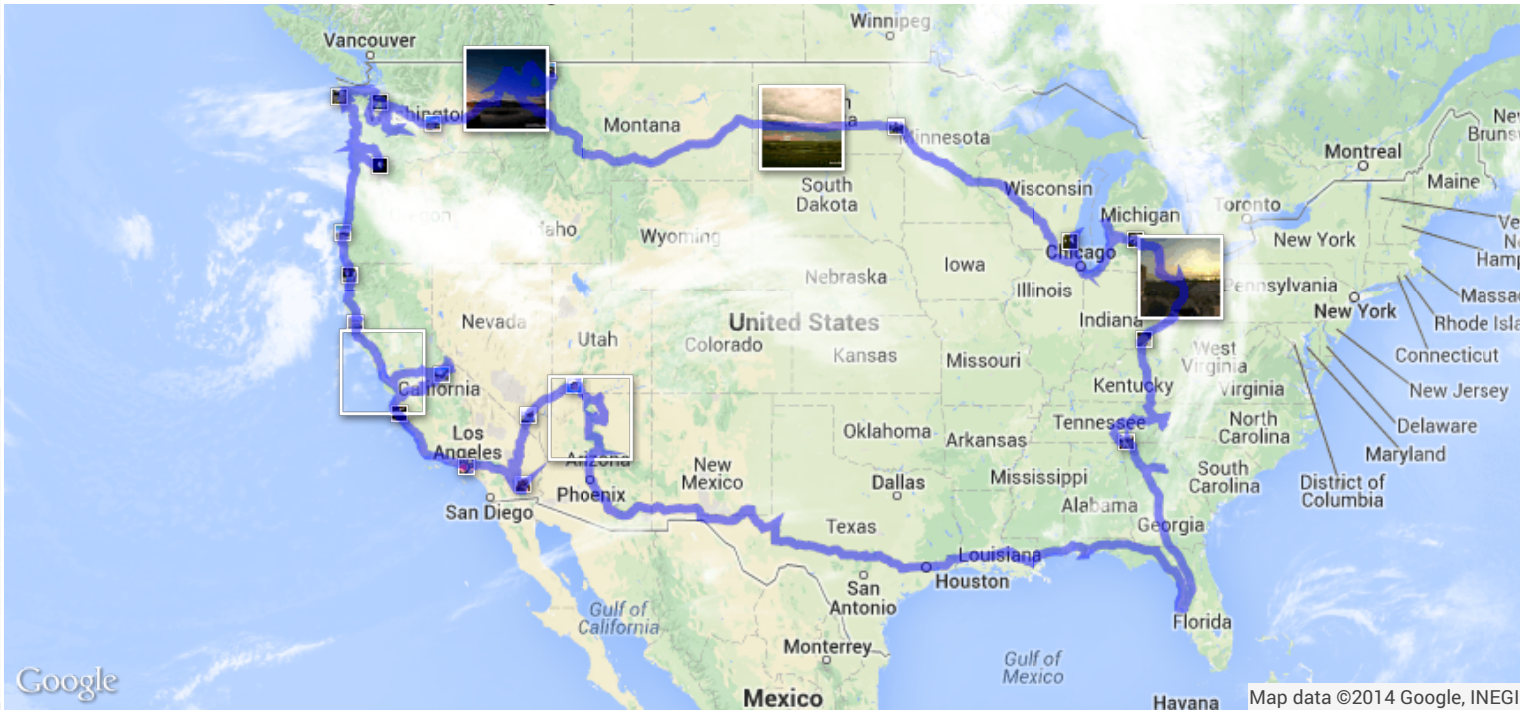 Winnipeg
Vancouver
Montana
Minnesota
Montreal
Maine
Wisconsin
South
Dakota
Michigan
Toronto
Oregon
Wyoming
Chicago
New York
Nebraska
Iowa
Illinois
Pennsylvania
New York
Nevada
United States
Indiana
Utah
Colorado
Kansas
Missouri
West
Virginia
Connecticut
California
Kentucky
Virginia
New Jersey
Los
Angeles
Oklahoma
Arkansas
Tennessee
North
Carolina
Delaware
Maryland
Arizona
New
Mexico
Phoenix
Dallas
Mississippi
South
Carolina
District of
Columbia
San Diego
Texas
Alabama
Georgia
Louisiana
Houston
San
Antonio
Gulf of
California
Florida
Monterrey
Gulf of
Mexico
Google
Mexico
Havana
Map data ©2014 Google, INEGI